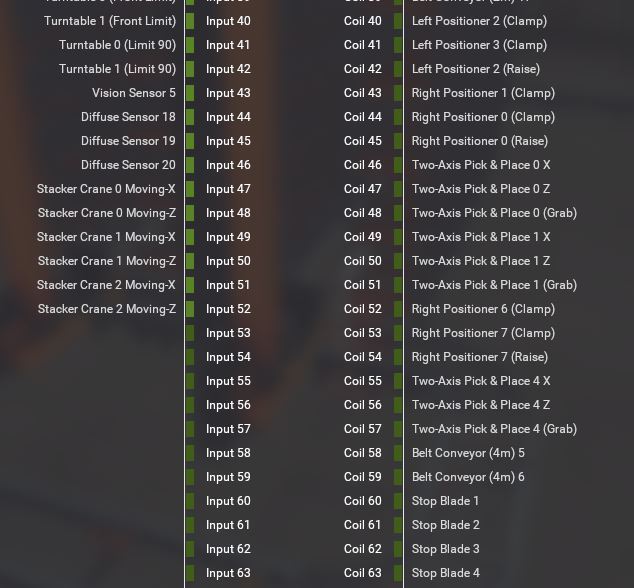 Turntable 1 (Front Limit) Input 40 Coil 40 Left Positioner 2 (Clamp)
Turntable 0 (Limit 90) Input 41 Coil 41 Left Positioner 3 (Clamp)
Turntable 1 (Limit 90) Input 42 Coil 42 Left Positioner 2 (Raise)
Vision Sensor 5 Input 43 Coil 43 Right Positioner 1 (Clamp)
Diffuse Sensor 18 Input 44 Coil 44 Right Positioner 0 (Clamp)
Diffuse Sensor 19 Input 45 Coil 45 Right Positioner 0 (Raise)
Diffuse Sensor 20 Input 46 Coil 46 Two-Axis Pick & Place 0 X
Stacker Crane 0 Moving-X Input 47 Coil 47 Two-Axis Pick & Place 0 Z
Stacker Crane 0 Moving-Z Input 48 Coil 48 Two-Axis Pick & Place 0 (Grab)
Stacker Crane 1 Moving-X Input 49 Coil 49 Two-Axis Pick & Place 1 X
Stacker Crane 1 Moving-Z Input 50 Coil 50 Two-Axis Pick & Place 1 Z
Stacker Crane 2 Moving-X Input 51 Coil 51 Two-Axis Pick & Place 1 (Grab)
Stacker Crane 2 Moving-Z Input 52 Coil 52 Right Positioner 6 (Clamp)
Input 53 Coil 53 Right Positioner 7 (Clamp)
Input 54 Coil 54 Right Positioner 7 (Raise)
Input 55 Coil 55 Two-Axis Pick & Place 4 X
Input 56 Coil 56 Two-Axis Pick & Place 4 Z
Input 57 Coil 57 Two-Axis Pick & Place 4 (Grab)
Input 58 Coil 58 Belt Conveyor (4m) 5
Input 59 Coil 59 Belt Conveyor (4m) 6
Input 60 Coil 60 Stop Blade 1
Input 61 Coil 61 Stop Blade 2
Input 62 Coil 62 Stop Blade 3
Input 63 Coil 63 Stop Blade 4